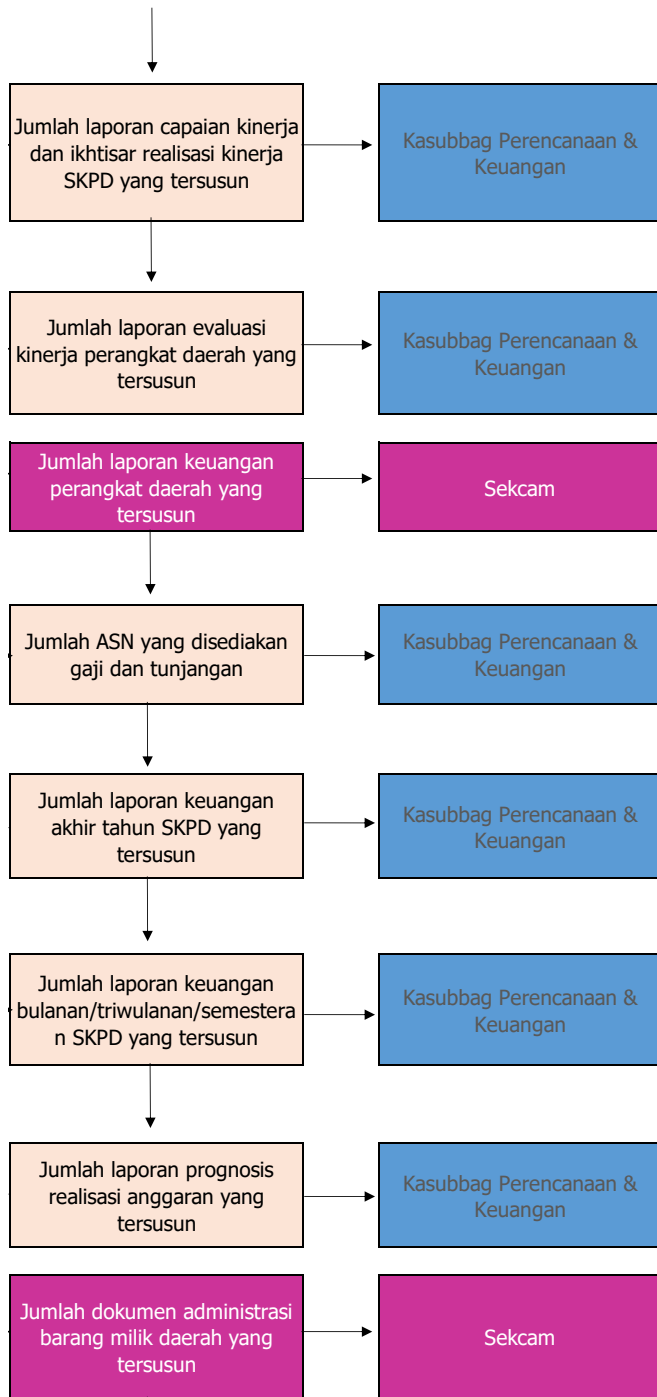 Jumlah laporan capaian kinerja
dan ikhtisar realisasi kinerja
SKPD yang tersusun
Kasubbag Perencanaan &
Keuangan
Jumlah laporan evaluasi
kinerja perangkat daerah yang
tersusun
Kasubbag Perencanaan &
Keuangan
Jumlah laporan keuangan
perangkat daerah yang
tersusun
Sekcam
Jumlah ASN yang disediakan
gaji dan tunjangan
Kasubbag Perencanaan &
Keuangan
Jumlah laporan keuangan
akhir tahun SKPD yang
tersusun
Kasubbag Perencanaan &
Keuangan
Jumlah laporan keuangan
bulanan/triwulanan/semestera
n SKPD yang tersusun
Kasubbag Perencanaan &
Keuangan
Jumlah laporan prognosis
realisasi anggaran yang
tersusun
Kasubbag Perencanaan &
Keuangan
Jumlah dokumen administrasi
barang milik daerah yang
tersusun
Sekcam